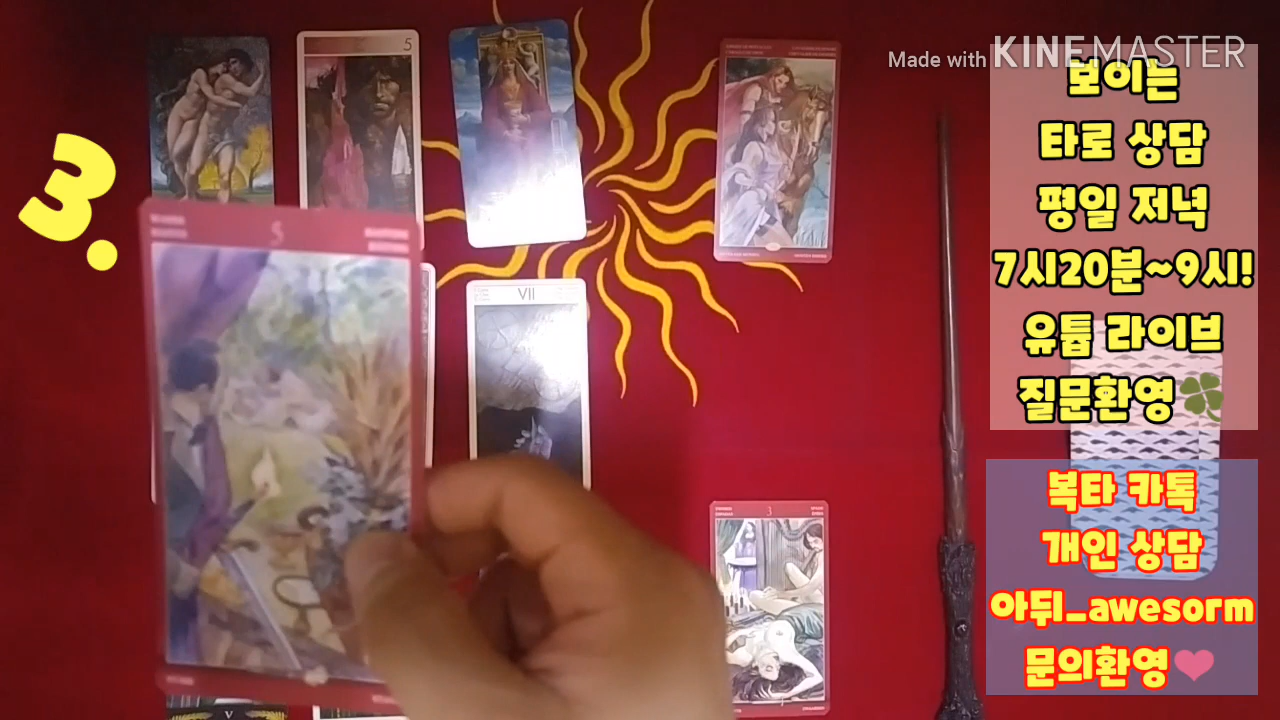 Made with KINEMASTER
보이는
타로 상담
평일 저녁
7시20분~9시!
유튭 라이브
질문환영🍀
복타 카톡
개인 상담
아뒤_awesorm
문의환영❤
3.
5
VII
5
3
V